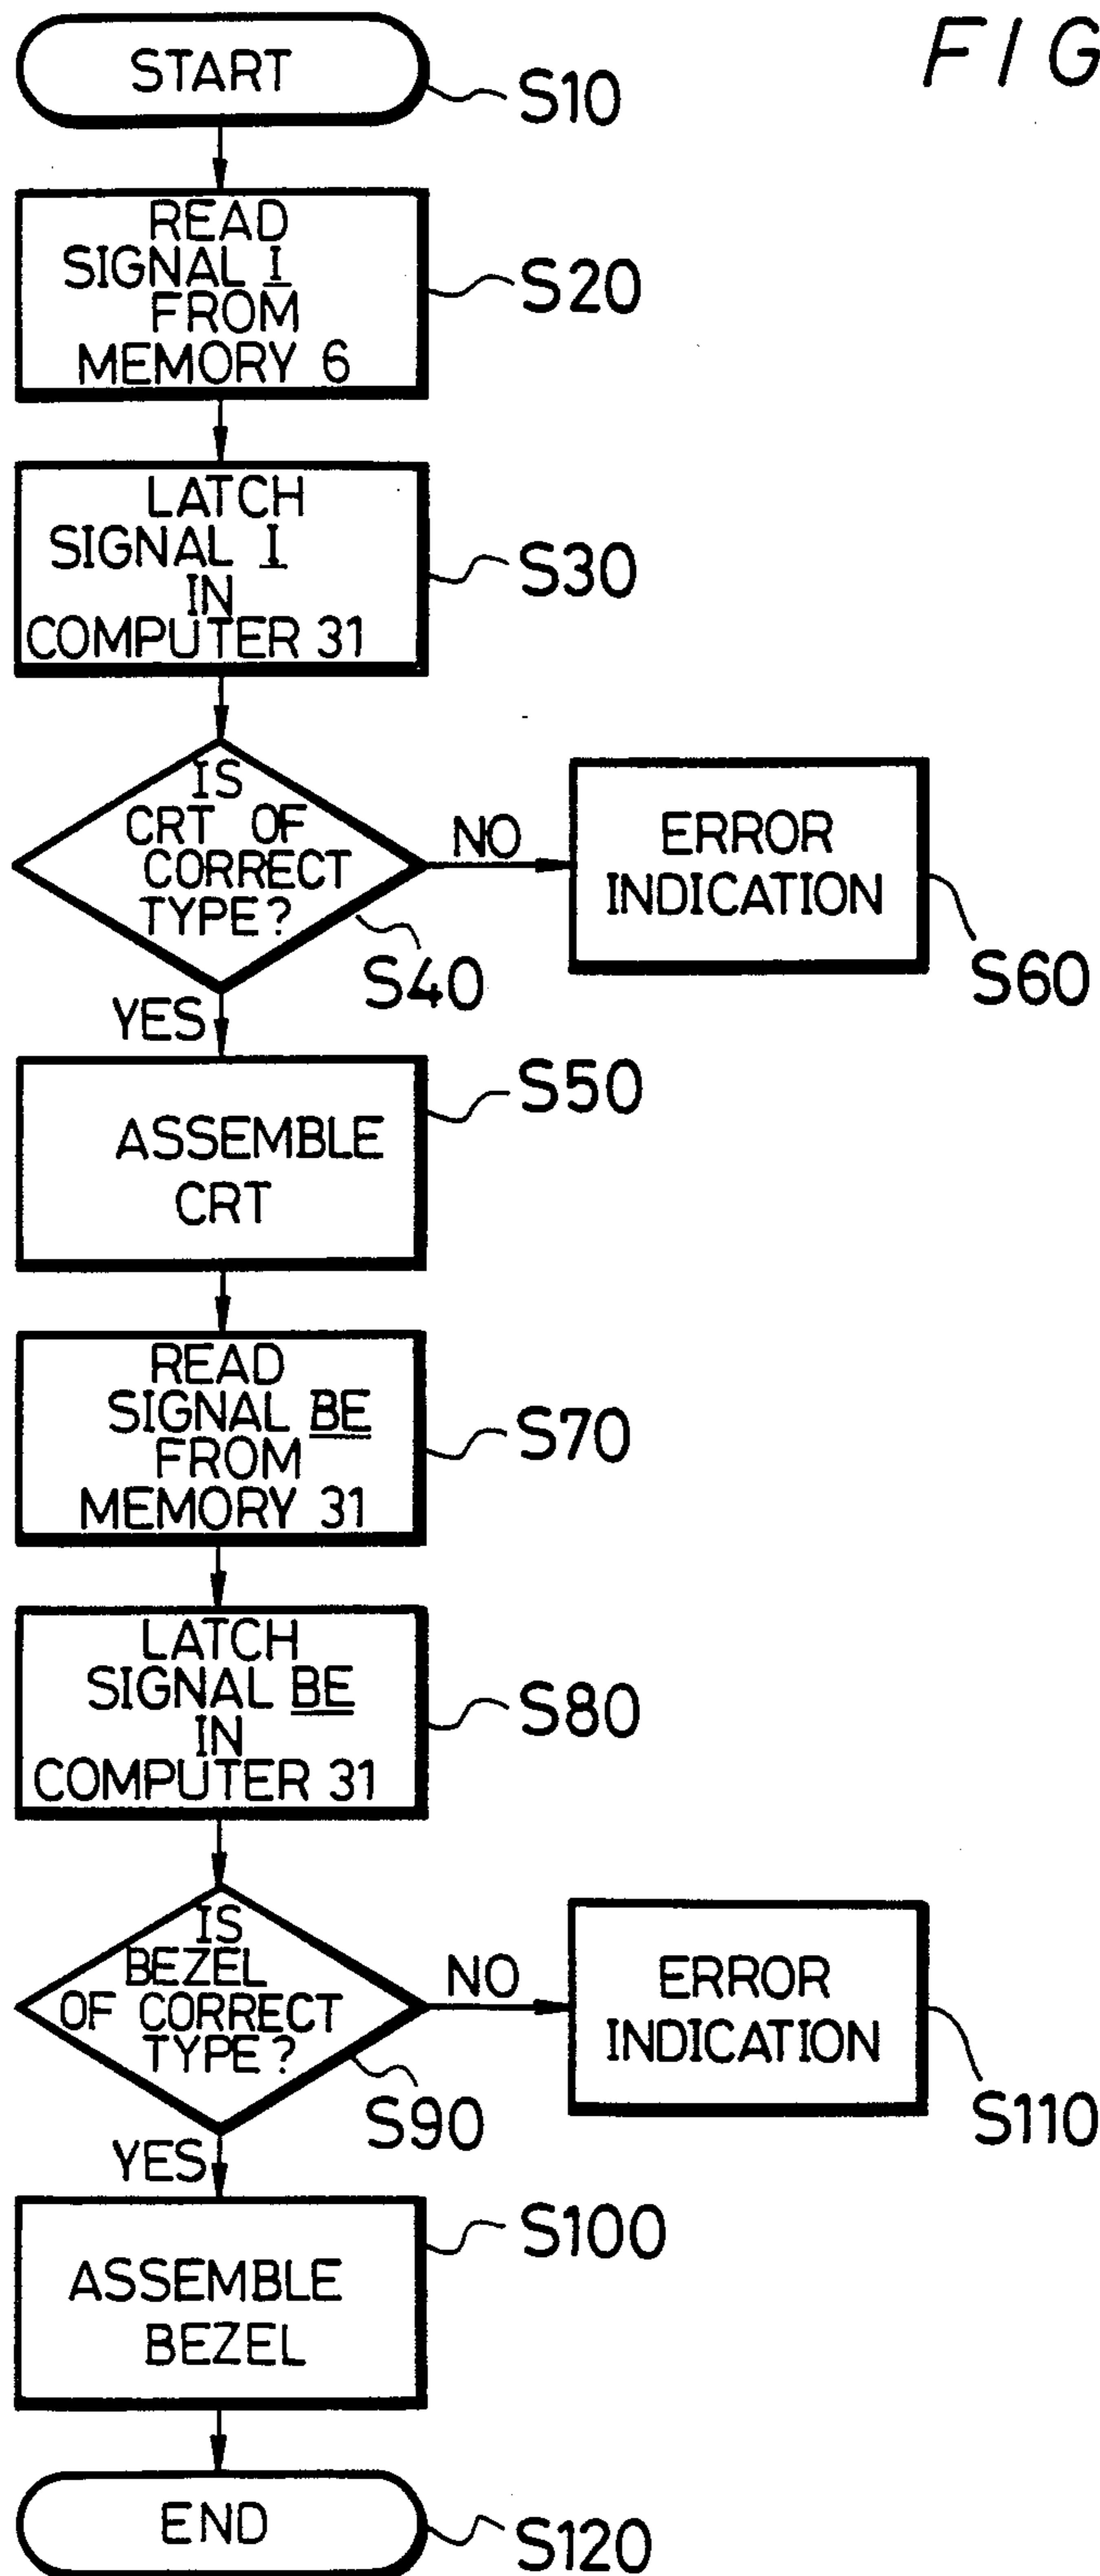 FIG
START
S10
READ
SIGNAL I
FROM
MEMORY 6
S20
LATCH
SIGNAL I
IN
COMPUTER 31
S30
IS
CRT OF
CORRECT
TYPE?
S40
NO
ERROR
INDICATION
S60
YES
ASSEMBLE
CRT
S50
READ
SIGNAL BE
FROM
MEMORY 31
S70
LATCH
SIGNAL BE
IN
COMPUTER 31
S80
IS
BEZEL
OF CORRECT
TYPE?
S90
NO
ERROR
INDICATION
S110
YES
ASSEMBLE
BEZEL
S100
END
S120